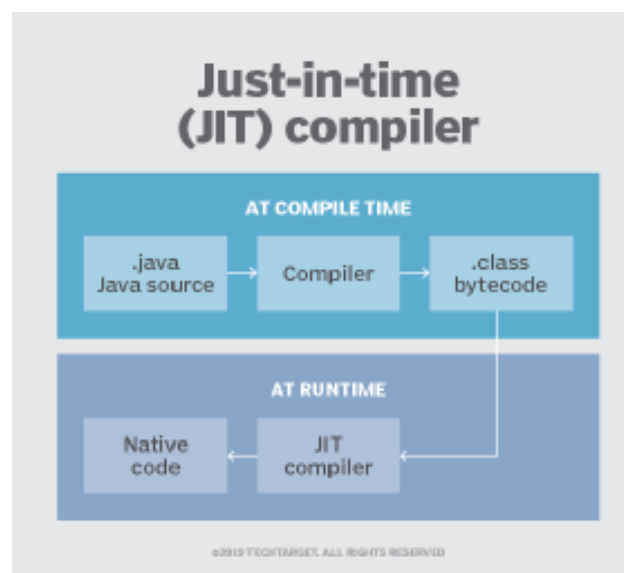 Just-in-time
(JIT) compiler
AT COMPILE TIME
.java
Java source
Compiler
.class
bytecode
AT RUNTIME
Native
code
JIT
compiler
©2019 TECHTARGET. ALL RIGHTS RESERVED